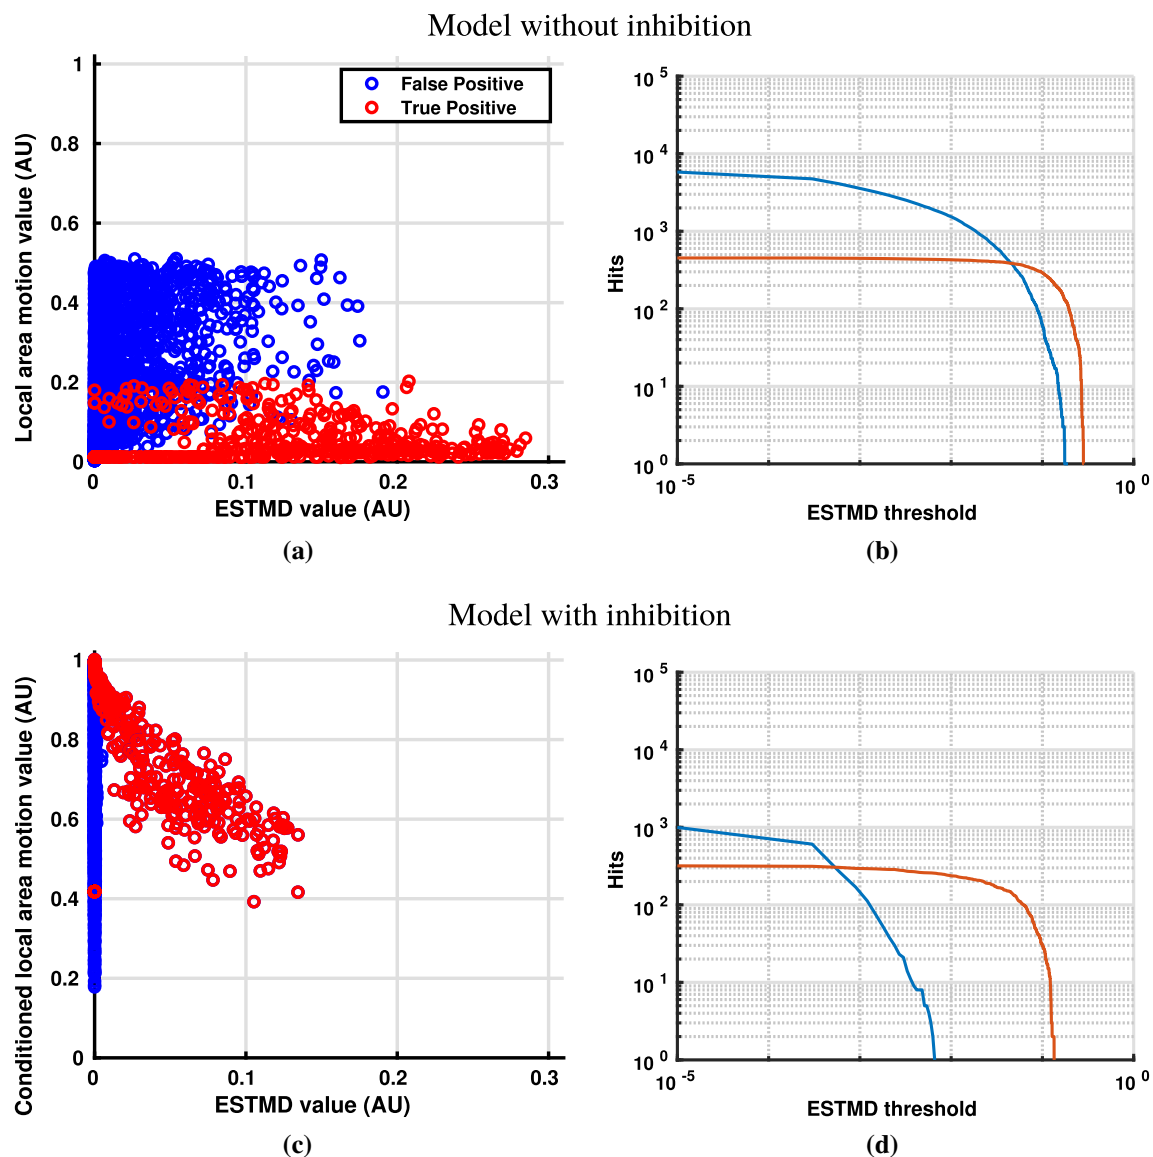 Model without inhibition
Local area motion value (AU)
1
0.8
0.6
0.4
0.2
0
0
0.1
0.2
0.3
ESTMD value (AU)
False Positive
True Positive
(a)
Hits
10 5
10 4
10 3
10 2
10 1
10 0
10 -5
10 0
ESTMD threshold
(b)
Model with inhibition
Conditioned local area motion value (AU)
1
0.8
0.6
0.4
0.2
0
0
0.1
0.2
0.3
ESTMD value (AU)
(c)
Hits
10 5
10 4
10 3
10 2
10 1
10 0
10 -5
10 0
ESTMD threshold
(d)